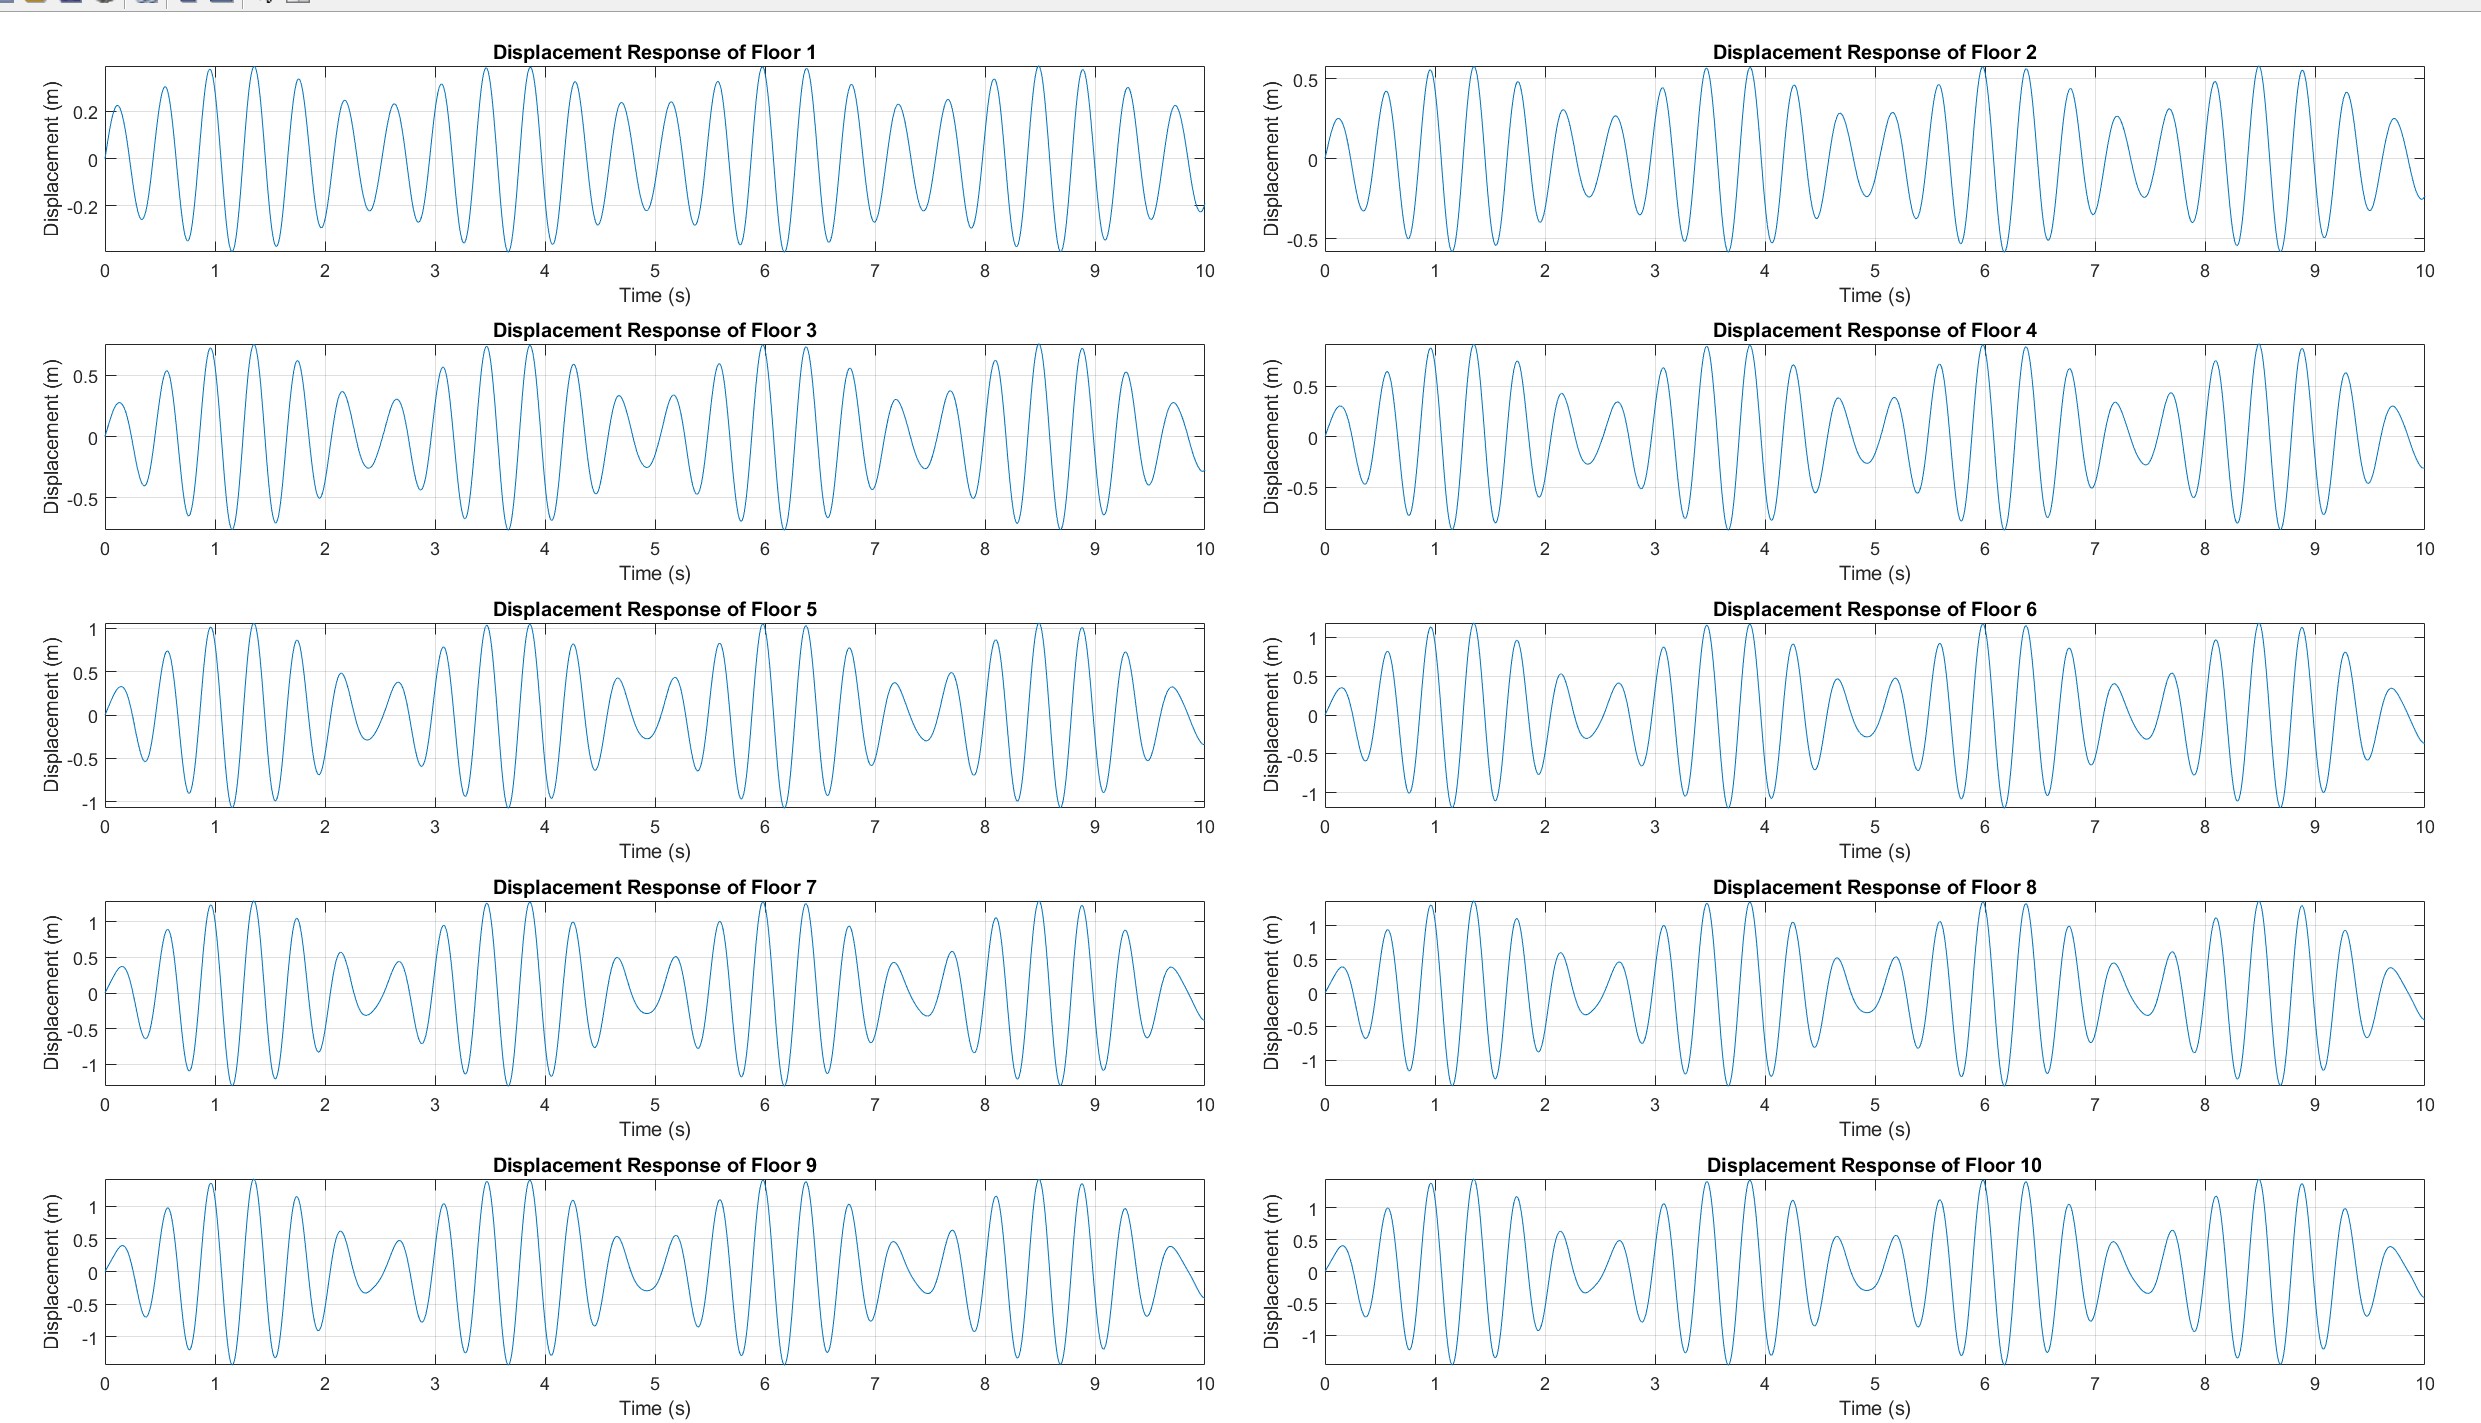 Displacement Response of Floor 1
Displacement (m)
0.2
0
-0.2
0 1 2 3 4 5 6 7 8 9 10
Time (s)
Displacement Response of Floor 2
Displacement (m)
0.5
0
-0.5
0 1 2 3 4 5 6 7 8 9 10
Time (s)
Displacement Response of Floor 3
Displacement (m)
0.5
0
-0.5
0 1 2 3 4 5 6 7 8 9 10
Time (s)
Displacement Response of Floor 4
Displacement (m)
0.5
0
-0.5
0 1 2 3 4 5 6 7 8 9 10
Time (s)
Displacement Response of Floor 5
Displacement (m)
1
0.5
0
-0.5
-1
0 1 2 3 4 5 6 7 8 9 10
Time (s)
Displacement Response of Floor 6
Displacement (m)
1
0.5
0
-0.5
-1
0 1 2 3 4 5 6 7 8 9 10
Time (s)
Displacement Response of Floor 7
Displacement (m)
1
0.5
0
-0.5
-1
0 1 2 3 4 5 6 7 8 9 10
Time (s)
Displacement Response of Floor 8
Displacement (m)
1
0.5
0
-0.5
-1
0 1 2 3 4 5 6 7 8 9 10
Time (s)
Displacement Response of Floor 9
Displacement (m)
1
0.5
0
-0.5
-1
0 1 2 3 4 5 6 7 8 9 10
Time (s)
Displacement Response of Floor 10
Displacement (m)
1
0.5
0
-0.5
-1
0 1 2 3 4 5 6 7 8 9 10
Time (s)